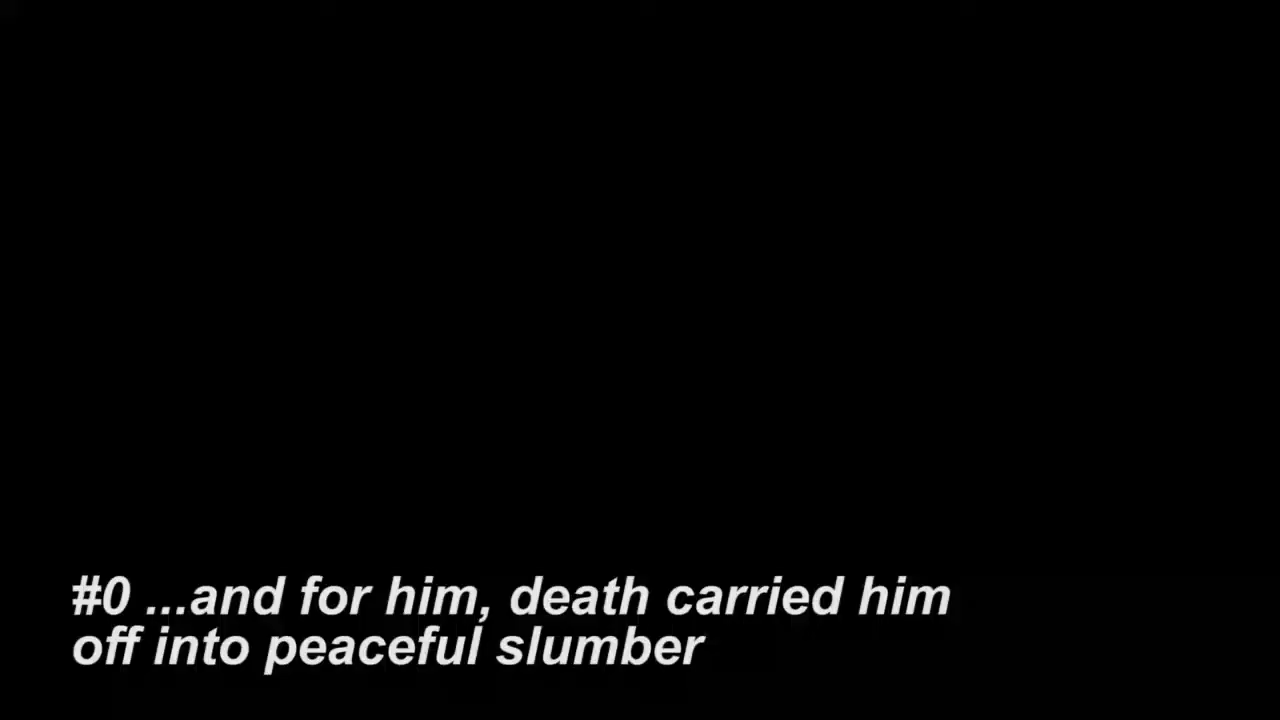 #0 ...and for him, death carried him
off into peaceful slumber